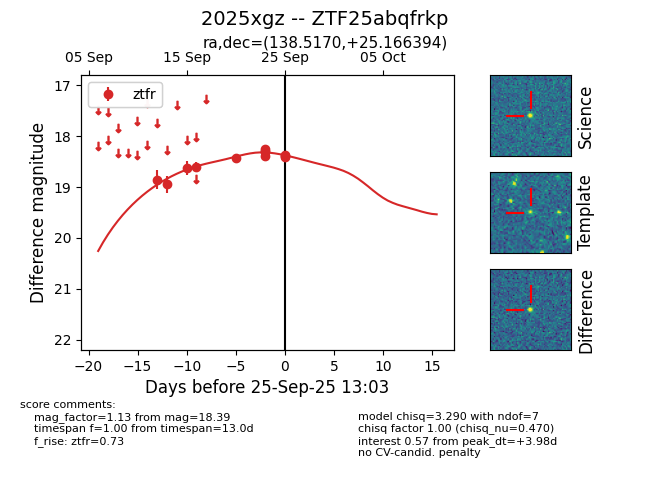 2025xgz -- ZTF25abqfrkp
ra,dec=(138.5170,+25.166394)
05 Sep 15 Sep 25 Sep 05 Oct
ztfr
17
18
19
20
21
22
Difference magnitude
−20 −15 −10 −5 0 5 10 15
Days before 25-Sep-25 13:03
Science
Template
Difference
score comments:
mag_factor=1.13 from mag=18.39
timespan f=1.00 from timespan=13.0d
f_rise: ztfr=0.73
model chisq=3.290 with ndof=7
chisq factor 1.00 (chisq_nu=0.470)
interest 0.57 from peak_dt=+3.98d
no CV-candid. penalty